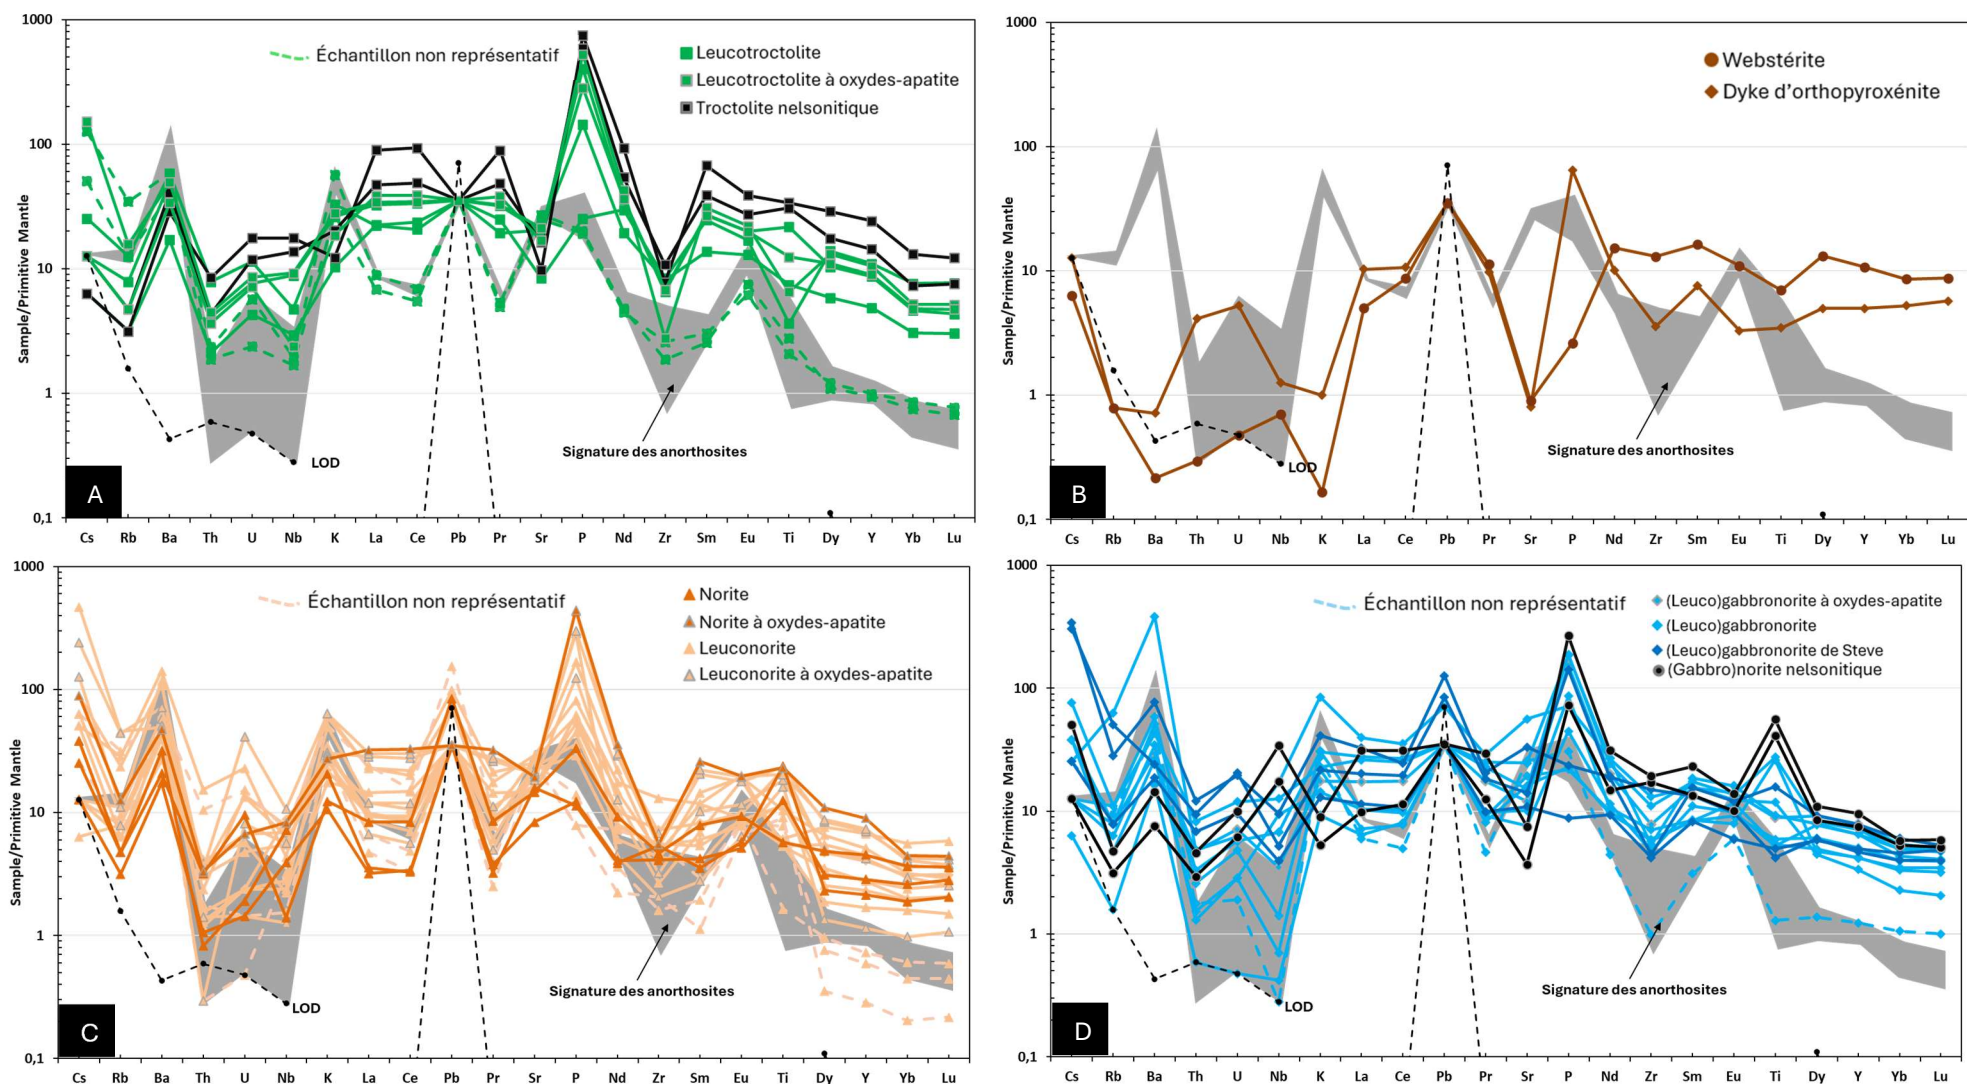 1000
100
10
1
0,1
Sample/Primitive Mantle
Échantillon non représentatif
Leucotroctolite
Leucotroctolite à oxydes-apatite
Troctolite nelsonitique
LOD
Signature des anorthosites
A
Cs Rb Ba Th U Nb K La Ce Pb Pr Sr P Nd Zr Sm Eu Ti Dy Y Yb Lu
1000
100
10
1
0,1
Sample/Primitive Mantle
Webstérite
Dyke d'orthopyroxénite
LOD
Signature des anorthosites
B
Cs Rb Ba Th U Nb K La Ce Pb Pr Sr P Nd Zr Sm Eu Ti Dy Y Yb Lu
1000
100
10
1
0,1
Sample/Primitive Mantle
Échantillon non représentatif
Norite
Norite à oxydes-apatite
Leuconorite
Leuconorite à oxydes-apatite
LOD
Signature des anorthosites
C
Cs Rb Ba Th U Nb K La Ce Pb Pr Sr P Nd Zr Sm Eu Ti Dy Y Yb Lu
1000
100
10
1
0,1
Sample/Primitive Mantle
Échantillon non représentatif
(Leuco)gabbronorite à oxydes-apatite
(Leuco)gabbronorite
(Leuco)gabbronorite de Steve
(Gabbro)norite nelsonitique
LOD
Signature des anorthosites
D
Cs Rb Ba Th U Nb K La Ce Pb Pr Sr P Nd Zr Sm Eu Ti Dy Y Yb Lu